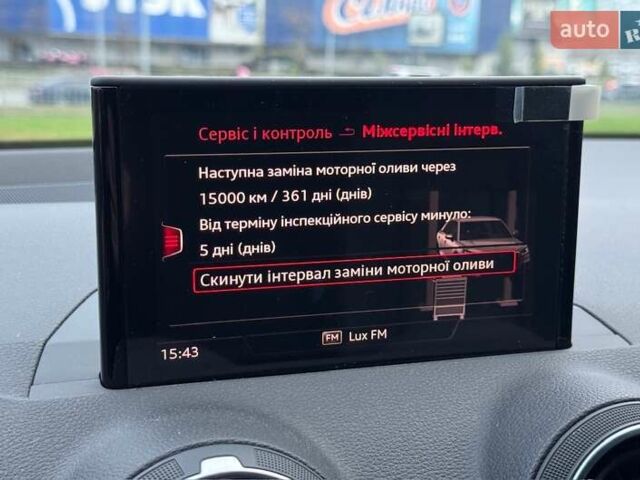 auto
Сервіс і контроль Міжсервісні інтерв.
Наступна заміна моторної оливи через
15000 км / 361 дні (днів)
Від терміну інспекційного сервісу минуло:
5 дні (днів)
Скинути інтервал заміни моторної оливи
FM Lux FM
15:43